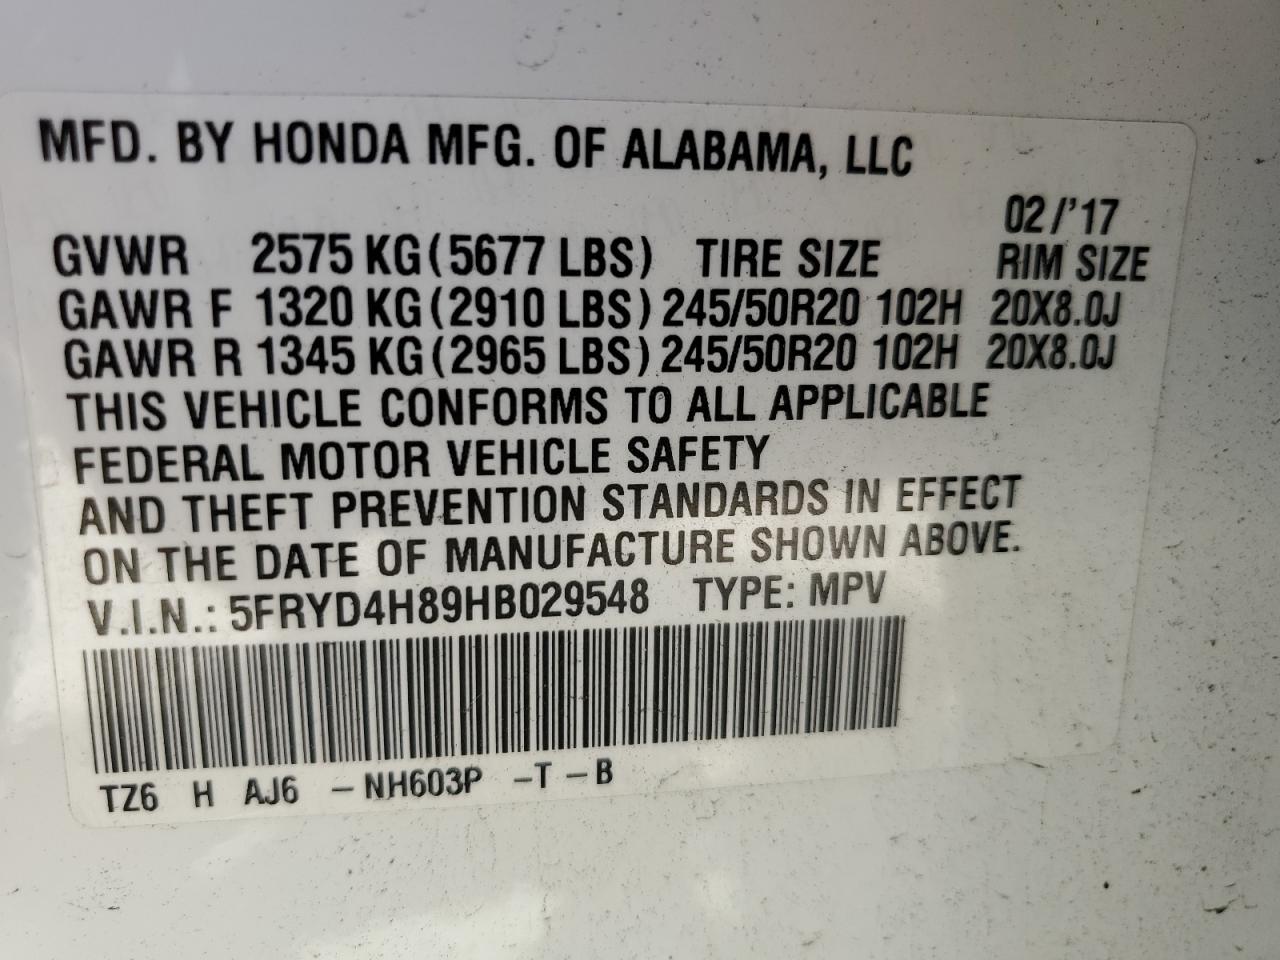 MFD. BY HONDA MFG. OF ALABAMA, LLC
02/'17
GVWR 2575 KG (5677 LBS) TIRE SIZE RIM SIZE
GAWR F 1320 KG (2910 LBS) 245/50R20 102H 20X8.0J
GAWR R 1345 KG (2965 LBS) 245/50R20 102H 20X8.0J
THIS VEHICLE CONFORMS TO ALL APPLICABLE
FEDERAL MOTOR VEHICLE SAFETY
AND THEFT PREVENTION STANDARDS IN EFFECT
ON THE DATE OF MANUFACTURE SHOWN ABOVE.
V.I.N.: 5FRYD4H89HB029548 TYPE: MPV
TZ6 H AJ6 – NH603P –T – B